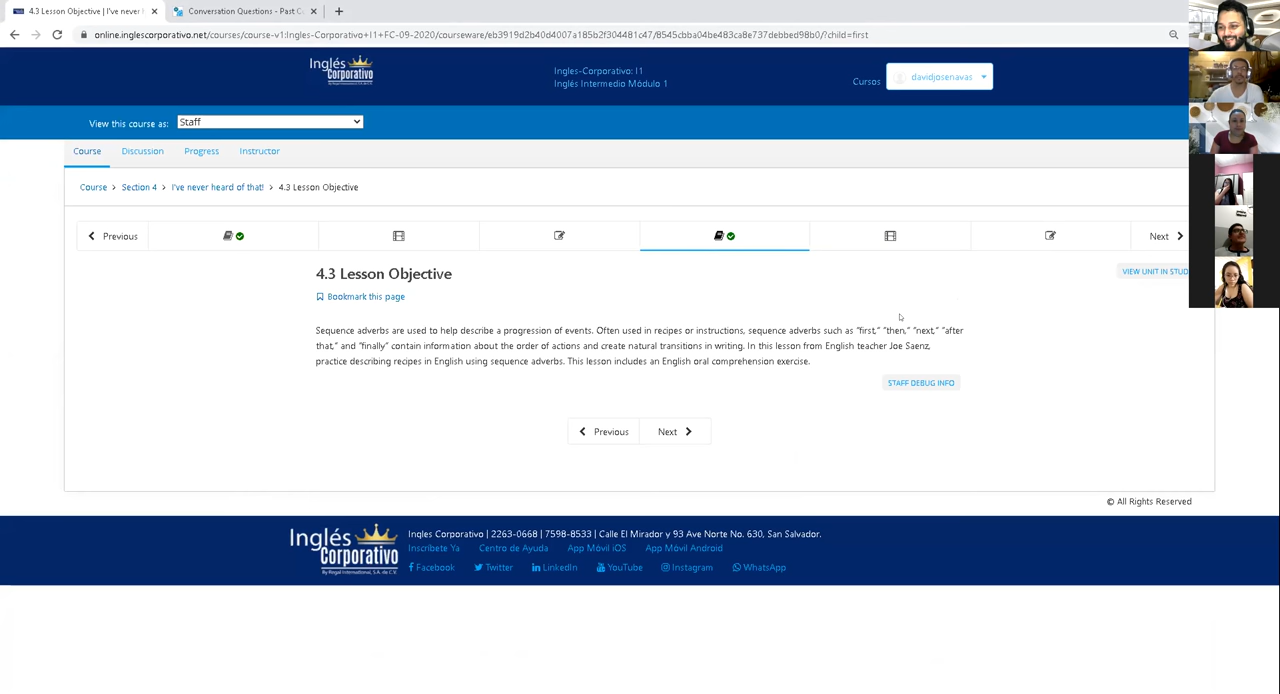 4.3 Lesson Objective | I've never h
Conversation Questions - Past C
online.inglescorporativo.net/courses/course-v1:Ingles-Corporativo+I1+FC-09-2020/courseware/
/?child=first
Inglés
Corporativo
Ingles-Corporativo: I1
Inglés Intermedio Módulo 1
Cursos
davidjosenavas
View this course as:
Staff
Course
Discussion
Progress
Instructor
Course > Section 4 > I've never heard of that! > 4.3 Lesson Objective
Previous
Next
4.3 Lesson Objective
VIEW UNIT IN STUD
Bookmark this page
Sequence adverbs are used to help describe a progression of events. Often used in recipes or instructions, sequence adverbs such as "first," "then," "next," "after
that," and "finally" contain information about the order of actions and create natural transitions in writing. In this lesson from English teacher Joe Saenz,
practice describing recipes in English using sequence adverbs. This lesson includes an English oral comprehension exercise.
STAFF DEBUG INFO
Previous
Next
© All Rights Reserved
Inglés
Corporativo
By Regal International, S.A. de C.V.
Ingles Corporativo | 2263-0668 | 7598-8533 | Calle El Mirador y 93 Ave Norte No. 630, San Salvador.
Inscríbete Ya
Centro de Ayuda
App Móvil iOS
App Móvil Android
Facebook
Twitter
LinkedIn
YouTube
Instagram
WhatsApp